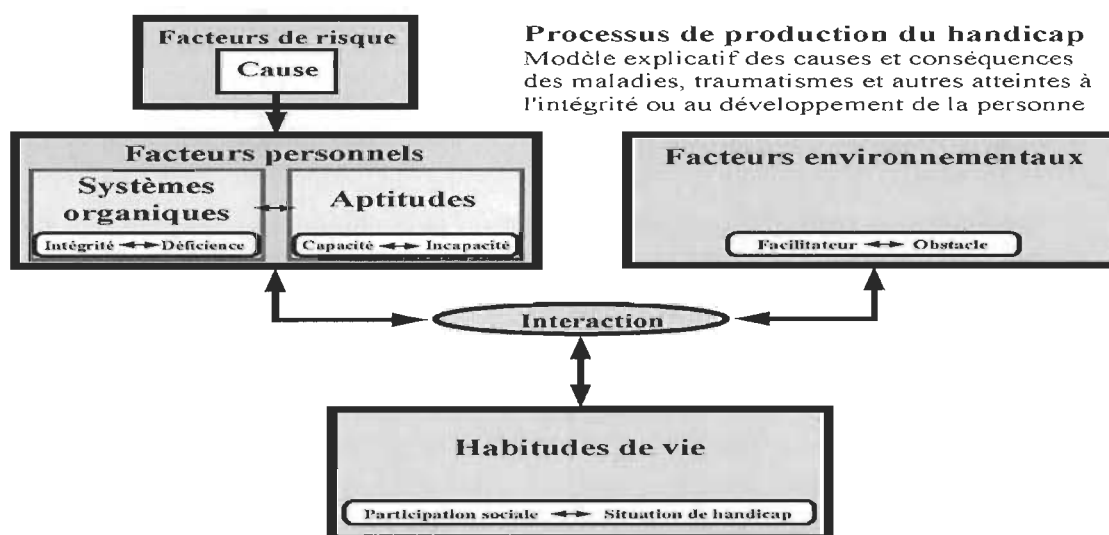 Facteurs de risque
Cause
Processus de production du handicap
Modèle explicatif des causes et conséquences
des maladies, traumatismes et autres atteintes à
l'intégrité ou au développement de la personne
Facteurs personnels
Systèmes
organiques
Intégrité Déficience
Aptitudes
Capacité Incapacité
Facteurs environnementaux
Facilitateur Obstacle
Interaction
Habitudes de vie
Participation sociale Situation de handicap